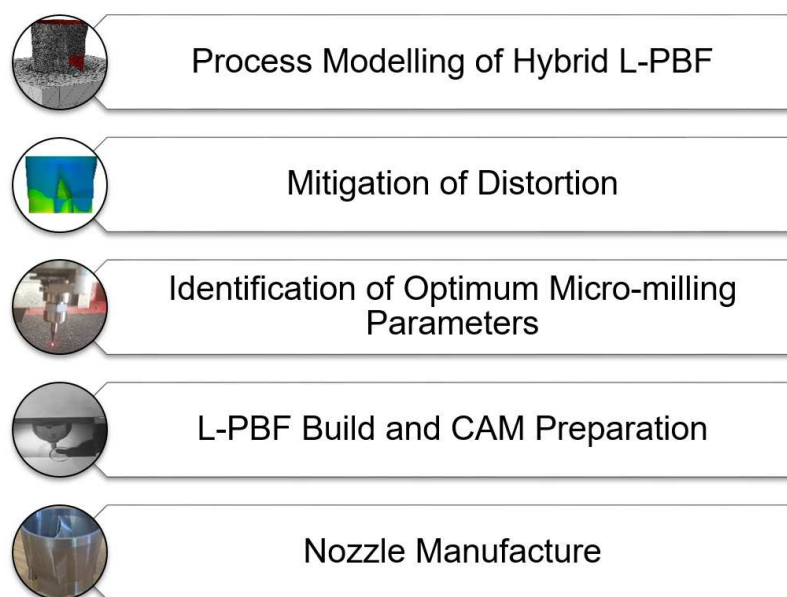 Process Modelling of Hybrid L-PBF
Mitigation of Distortion
Identification of Optimum Micro-milling
Parameters
L-PBF Build and CAM Preparation
Nozzle Manufacture